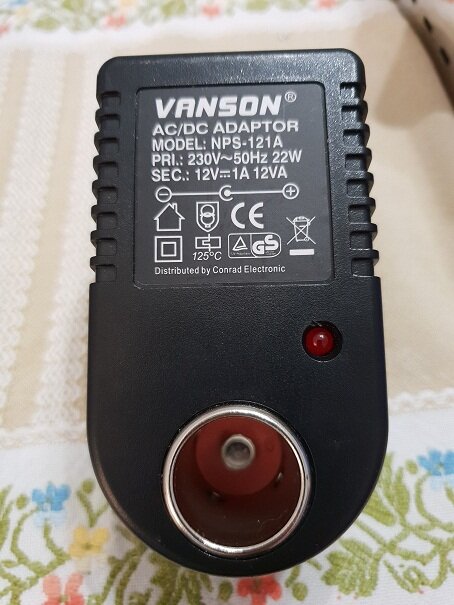 VANSON®
AC/DC ADAPTOR
MODEL: NPS-121A
PRI.: 230V~50Hz 22W
SEC.: 12V⎓1A 12VA
CE
125°C
GS
Distributed by Conrad Electronic